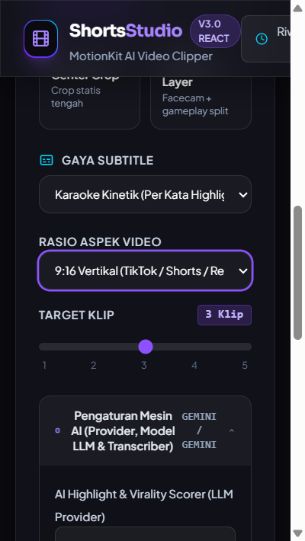 ShortsStudio
V3.0
REACT
MotionKit AI Video Clipper
Riv
Center Crop
Crop statis
tengah
Layer
Facecam +
gameplay split
GAYA SUBTITLE
Karaoke Kinetik (Per Kata Highlig
RASIO ASPEK VIDEO
9:16 Vertikal (TikTok / Shorts / Re
TARGET KLIP
3 Klip
1 2 3 4 5
Pengaturan Mesin
AI (Provider, Model
LLM & Transcriber)
GEMINI
/
GEMINI
AI Highlight & Virality Scorer (LLM
Provider)